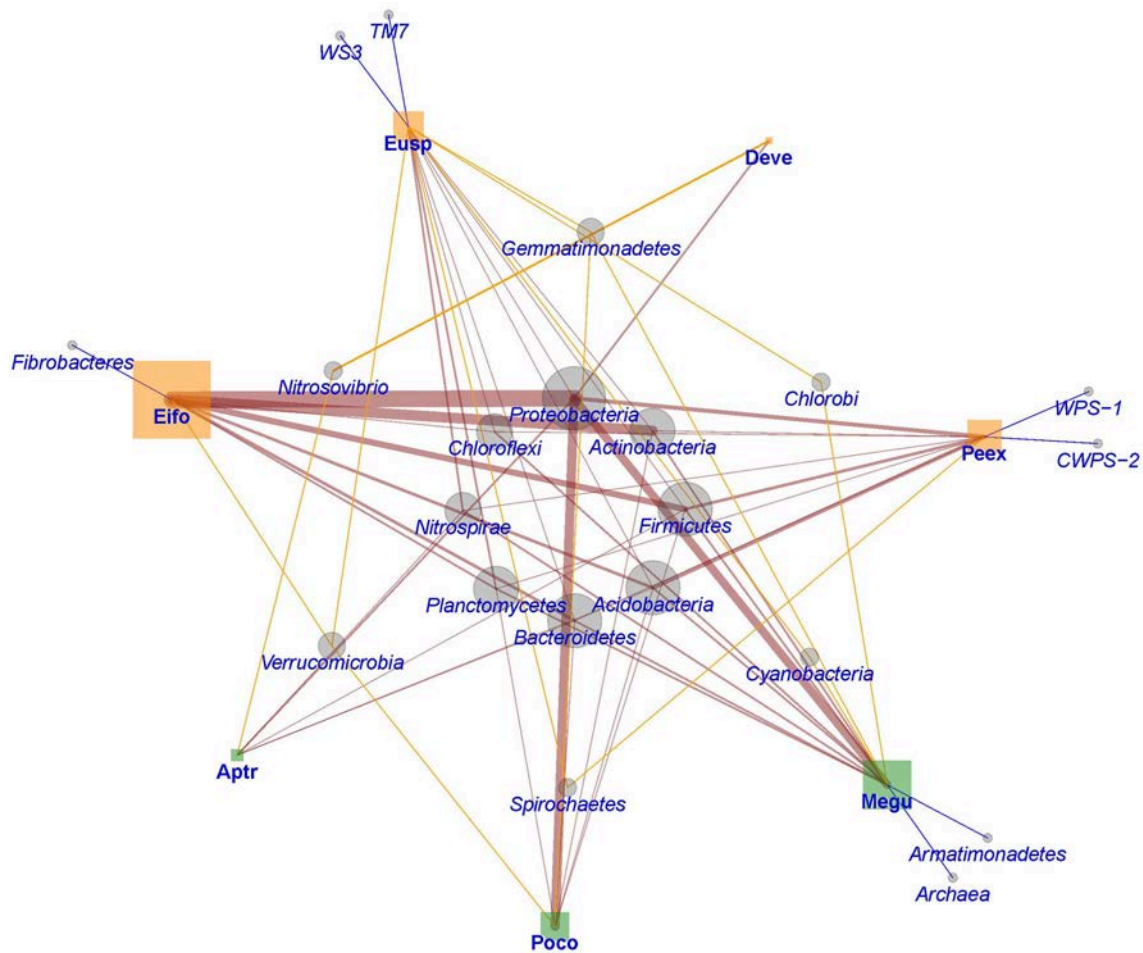 TM7
WS3
Eusp
Deve
Gemmatimonadetes
Fibrobacteres
Nitrosovibrio
Chlorobi
WPS−1
Eifo
Proteobacteria
Chloroflexi
Actinobacteria
Peex
CWPS−2
Nitrospirae
Firmicutes
Planctomycetes
Acidobacteria
Bacteroidetes
Verrucomicrobia
Cyanobacteria
Aptr
Spirochaetes
Megu
Armatimonadetes
Archaea
Poco